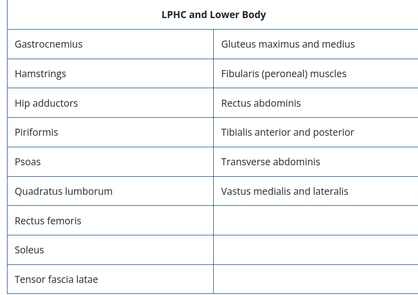 LPHC and Lower Body
Gastrocnemius Gluteus maximus and medius
Hamstrings Fibularis (peroneal) muscles
Hip adductors Rectus abdominis
Piriformis Tibialis anterior and posterior
Psoas Transverse abdominis
Quadratus lumborum Vastus medialis and lateralis
Rectus femoris
Soleus
Tensor fascia latae